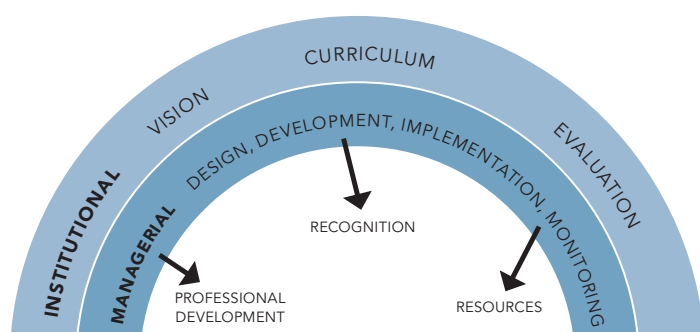 INSTITUTIONAL VISION CURRICULUM EVALUATION
MANAGERIAL DESIGN, DEVELOPMENT, IMPLEMENTATION, MONITORING
RECOGNITION
PROFESSIONAL
DEVELOPMENT
RESOURCES